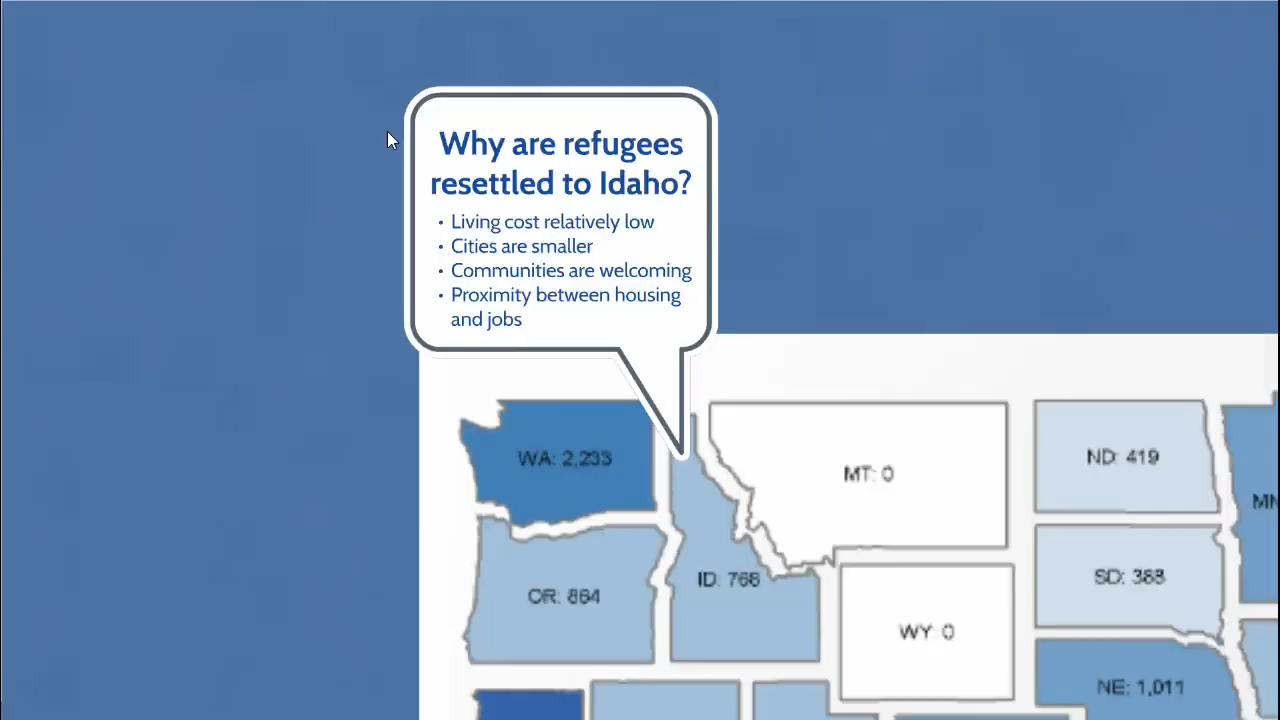 Why are refugees
resettled to Idaho?
• Living cost relatively low
• Cities are smaller
• Communities are welcoming
• Proximity between housing
and jobs
WA: 2,233
MT: 0
ND: 419
MN
OR: 864
ID: 766
SD: 388
WY: 0
NE: 1,011